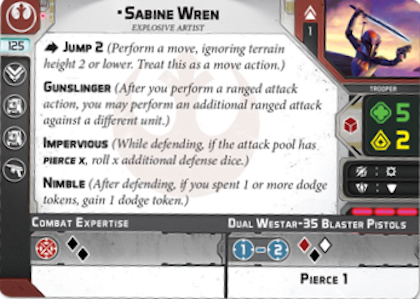 • SABINE WREN
EXPLOSIVE ARTIST
125
1
JUMP 2 (Perform a move, ignoring terrain
height 2 or lower. Treat this as a move action.)
GUNSLINGER (After you perform a ranged attack
action, you may perform an additional ranged attack
against a different unit.)
IMPERVIOUS (While defending, if the attack pool has
PIERCE X, roll x additional defense dice.)
NIMBLE (After defending, if you spent 1 or more dodge
tokens, gain 1 dodge token.)
TROOPER
5
2
COMBAT EXPERTISE
DUAL WESTAR-35 BLASTER PISTOLS
1 – 2
PIERCE 1